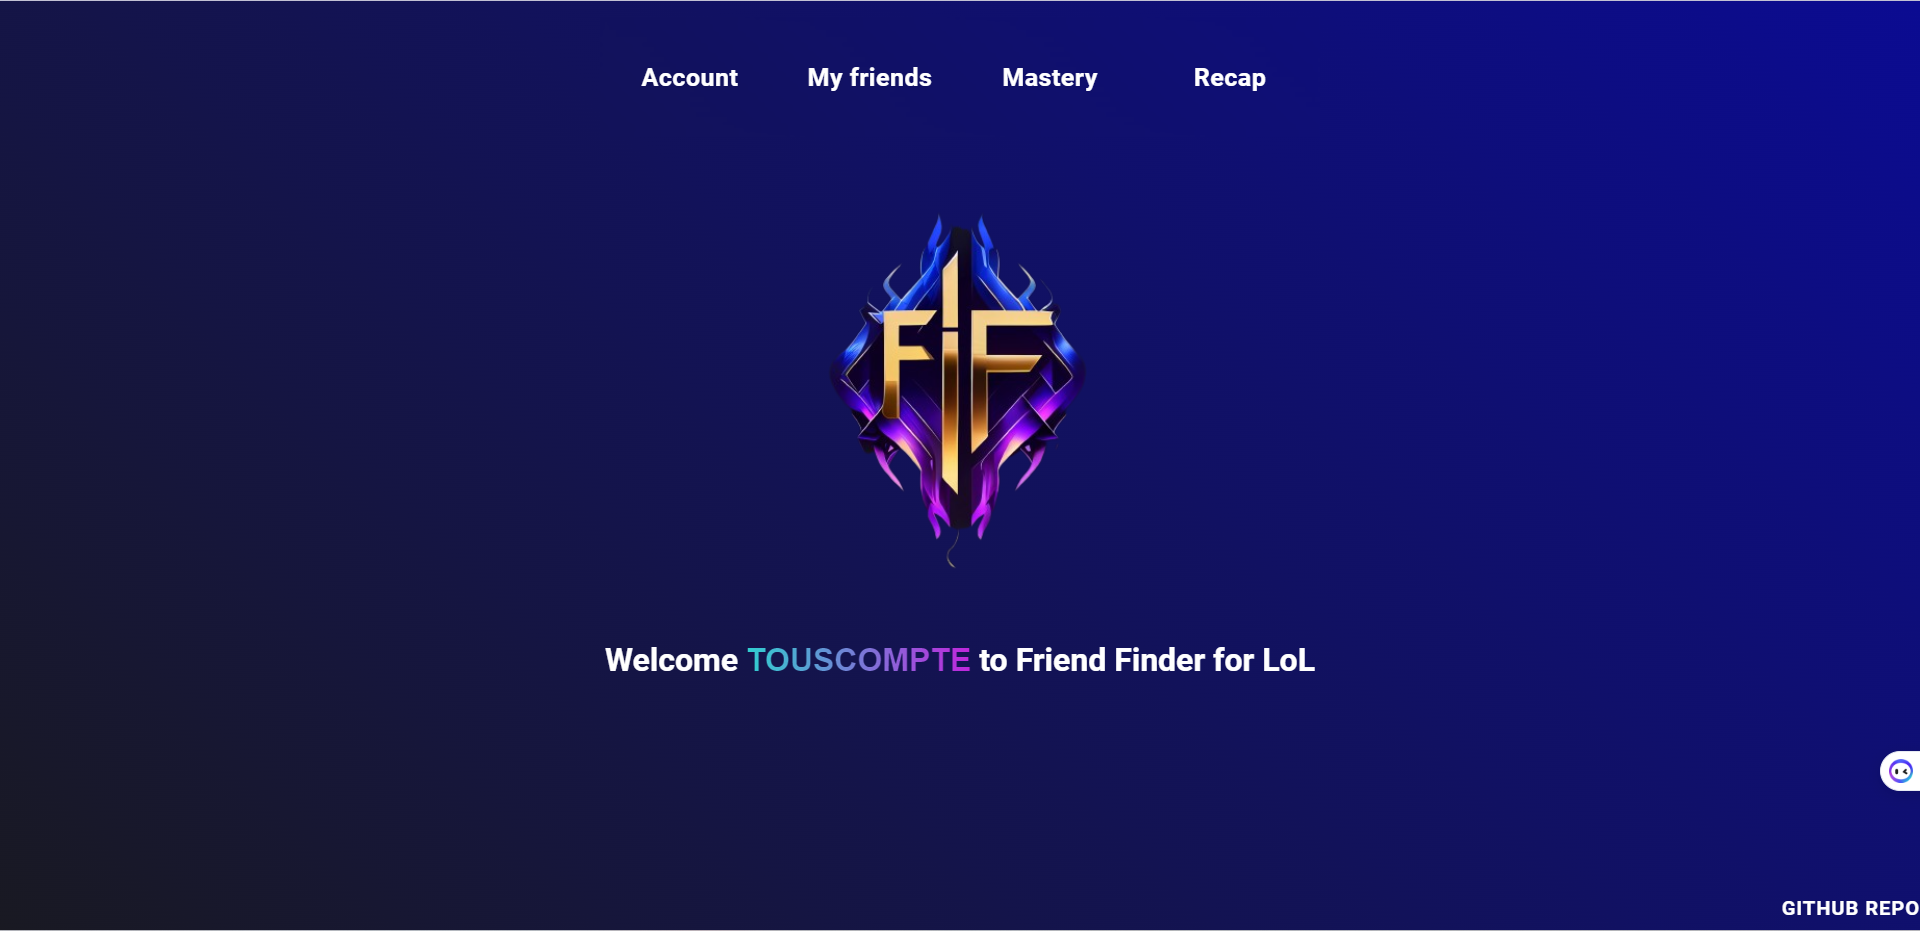 Account My friends Mastery Recap
FiF
Welcome TOUSCOMPTE to Friend Finder for LoL
GITHUB REPO